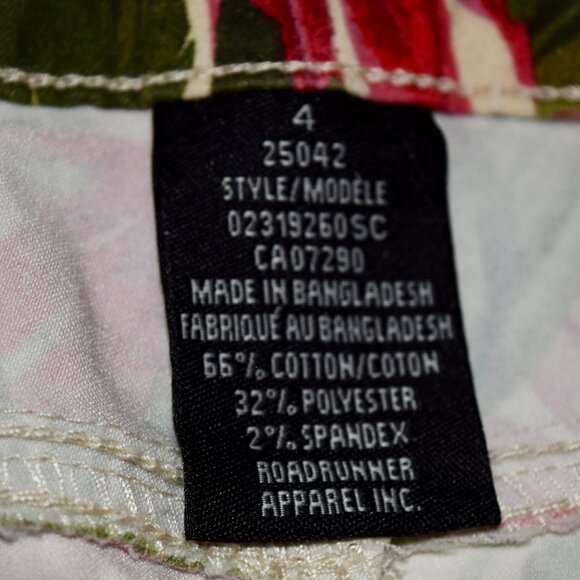 4
25042
STYLE/MODÈLE
02319260SC
CA07290
MADE IN BANGLADESH
FABRIQUÉ AU BANGLADESH
66% COTTON/COTON
32% POLYESTER
2% SPANDEX
ROADRUNNER
APPAREL INC.